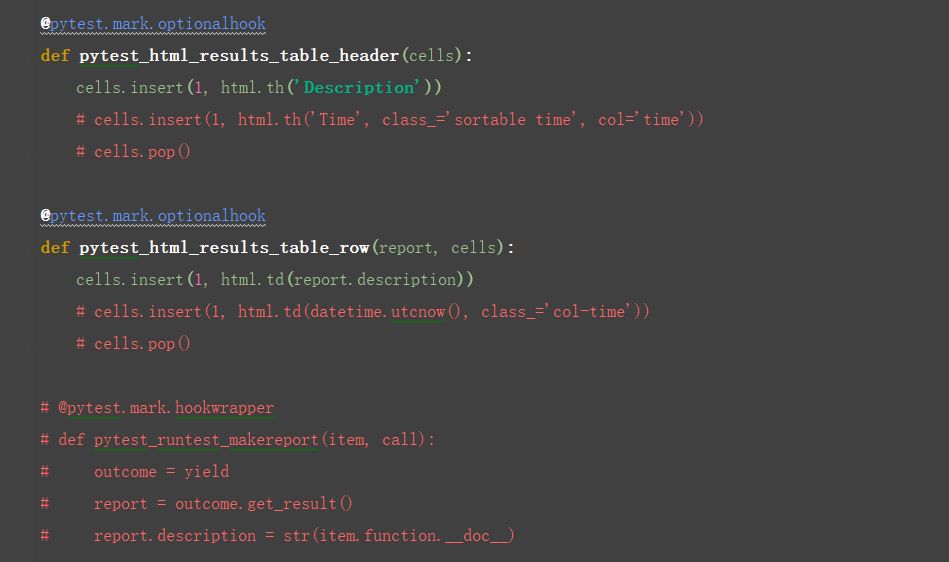 @pytest.mark.optionalhook
def pytest_html_results_table_header(cells):
    cells.insert(1, html.th('Description'))
    # cells.insert(1, html.th('Time', class_='sortable time', col='time'))
    # cells.pop()
@pytest.mark.optionalhook
def pytest_html_results_table_row(report, cells):
    cells.insert(1, html.td(report.description))
    # cells.insert(1, html.td(datetime.utcnow(), class_='col-time'))
    # cells.pop()
# @pytest.mark.hookwrapper
# def pytest_runtest_makereport(item, call):
#     outcome = yield
#     report = outcome.get_result()
#     report.description = str(item.function.__doc__)